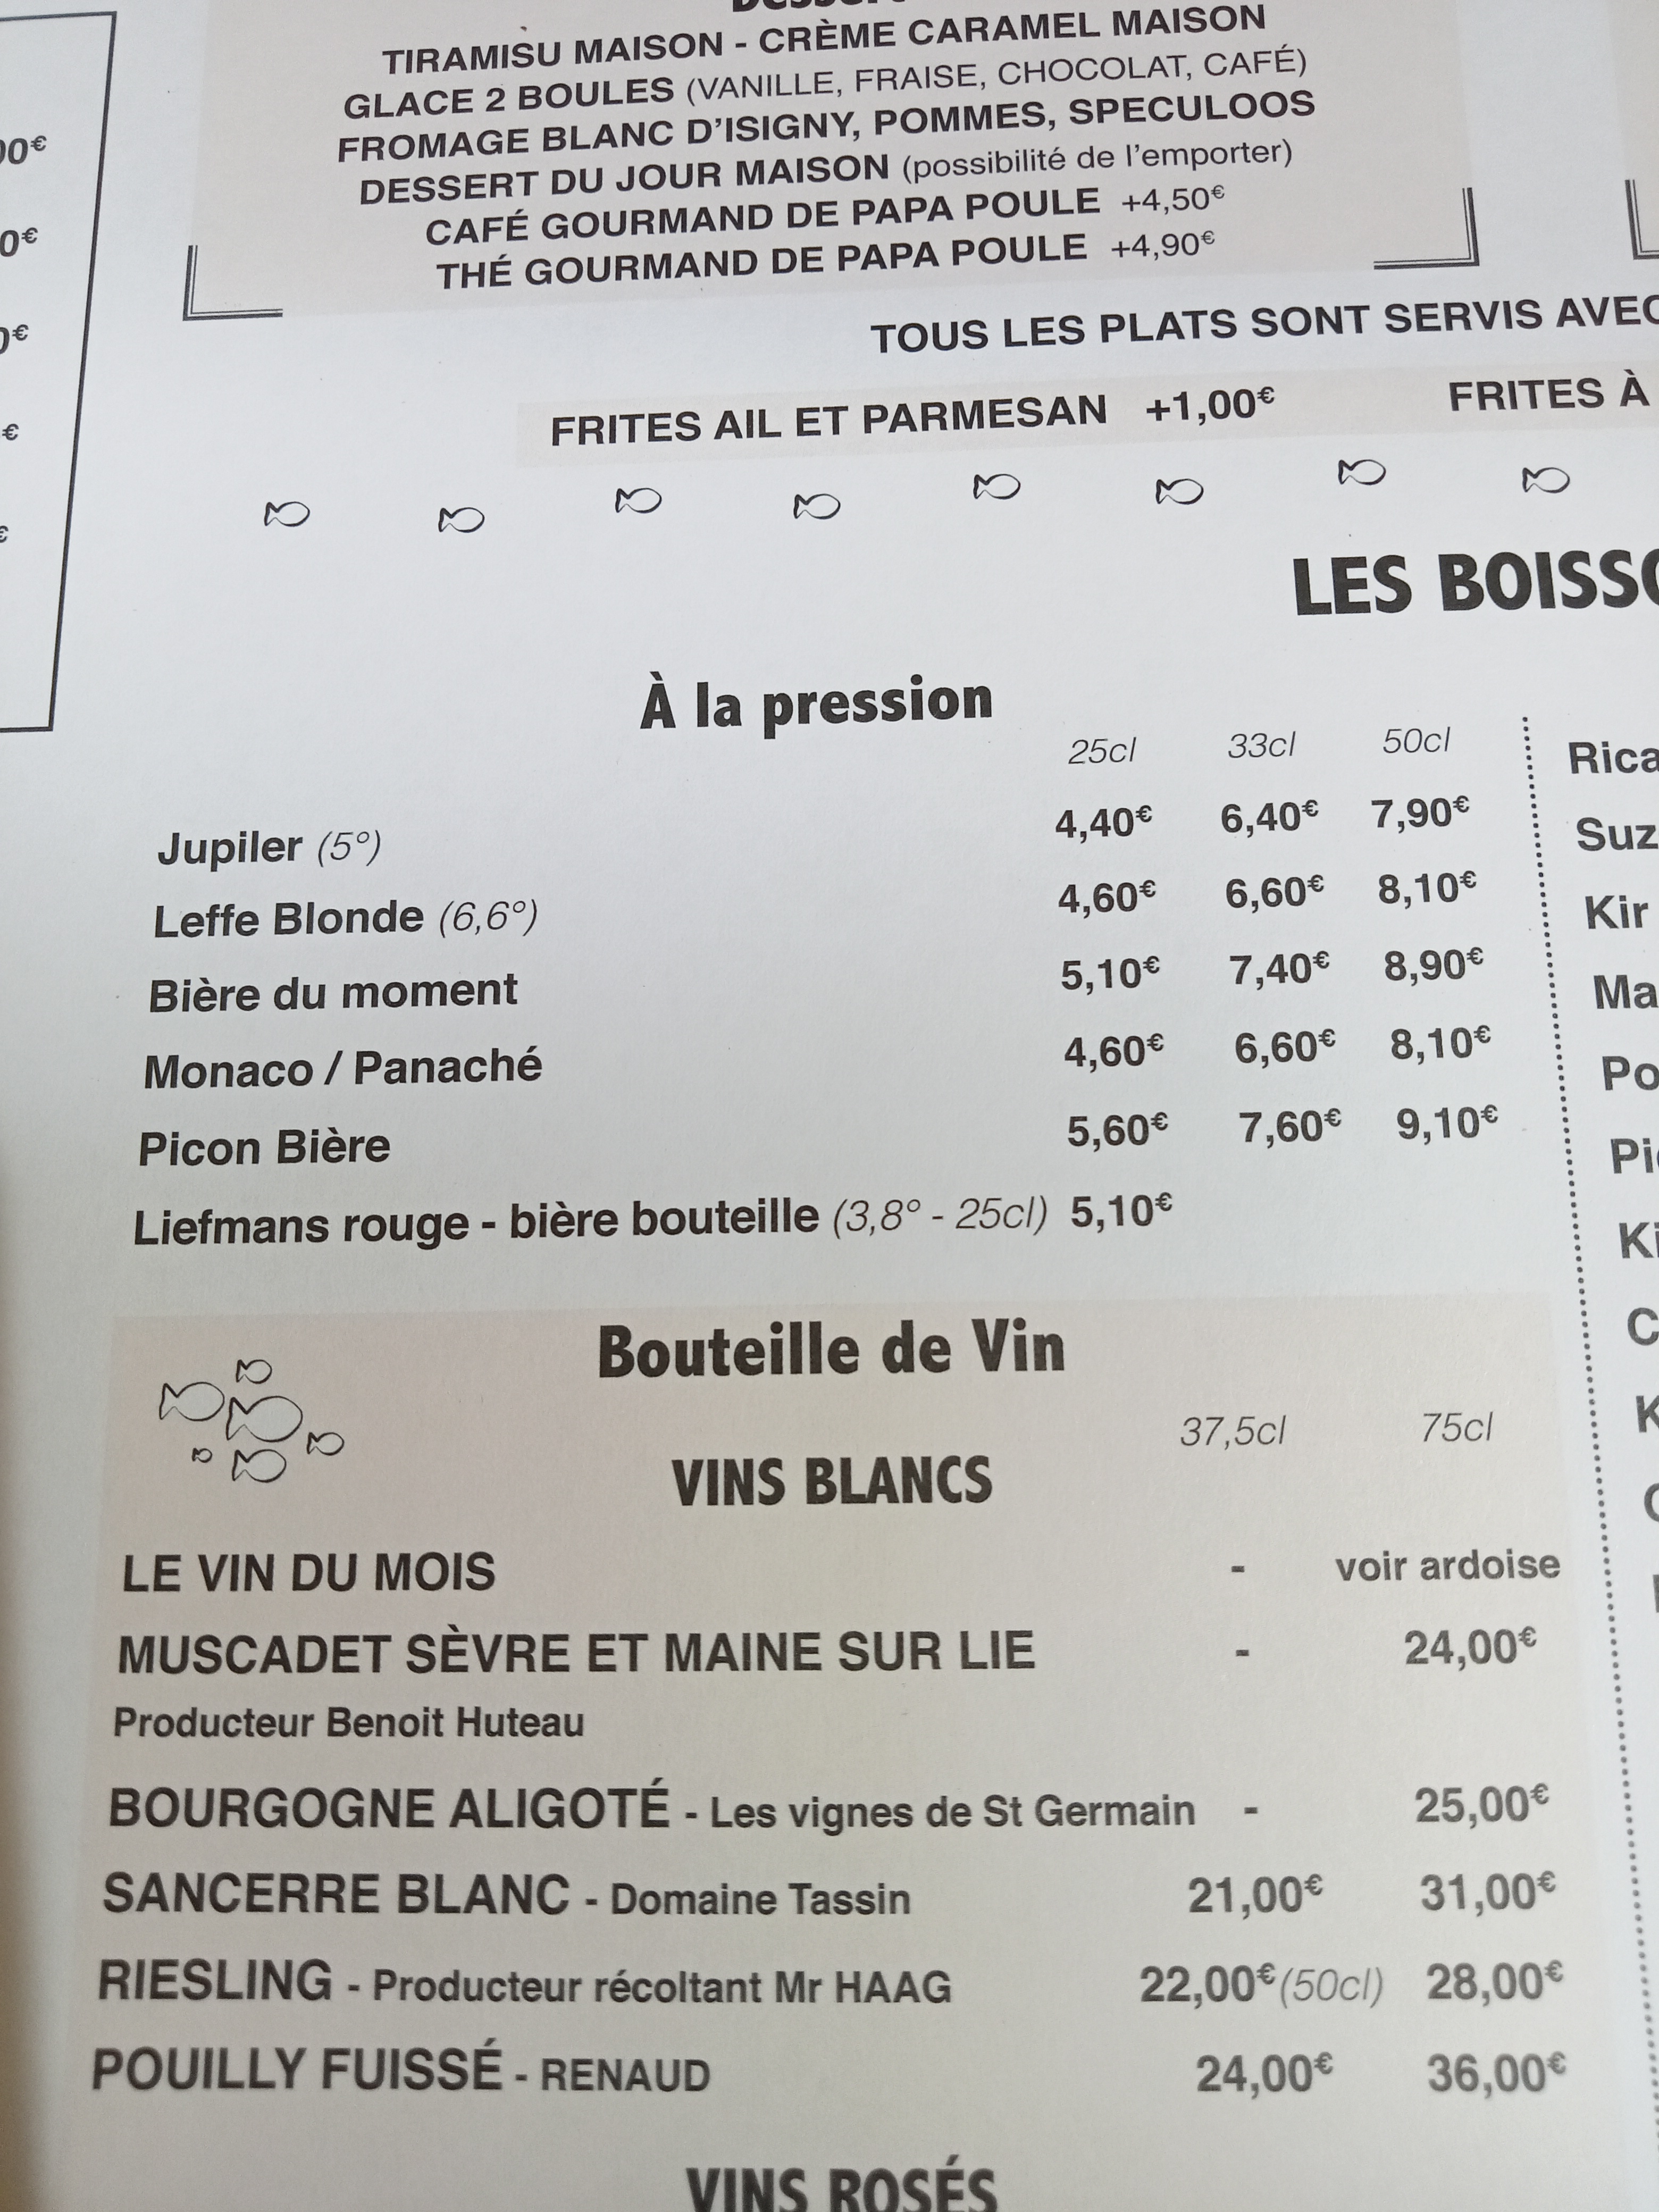 TIRAMISU MAISON - CRÈME CARAMEL MAISON
GLACE 2 BOULES (VANILLE, FRAISE, CHOCOLAT, CAFÉ)
FROMAGE BLANC D'ISIGNY, POMMES, SPECULOOS
DESSERT DU JOUR MAISON (possibilité de l'emporter)
CAFÉ GOURMAND DE PAPA POULE +4,50€
THÉ GOURMAND DE PAPA POULE +4,90€
TOUS LES PLATS SONT SERVIS AVEC
FRITES AIL ET PARMESAN +1,00€ FRITES À
LES BOISSO
À la pression
25cl 33cl 50cl
Jupiler (5°) 4,40€ 6,40€ 7,90€
Leffe Blonde (6,6°) 4,60€ 6,60€ 8,10€
Bière du moment 5,10€ 7,40€ 8,90€
Monaco / Panaché 4,60€ 6,60€ 8,10€
Picon Bière 5,60€ 7,60€ 9,10€
Liefmans rouge - bière bouteille (3,8° - 25cl) 5,10€
Rica
Suz
Kir
Ma
Po
Ki
Bouteille de Vin
37,5cl 75cl
VINS BLANCS
LE VIN DU MOIS - voir ardoise
MUSCADET SÈVRE ET MAINE SUR LIE - 24,00€
Producteur Benoit Huteau
BOURGOGNE ALIGOTÉ - Les vignes de St Germain - 25,00€
SANCERRE BLANC - Domaine Tassin 21,00€ 31,00€
RIESLING - Producteur récoltant Mr HAAG 22,00€ (50cl) 28,00€
POUILLY FUISSÉ - RENAUD 24,00€ 36,00€
VINS ROSÉS